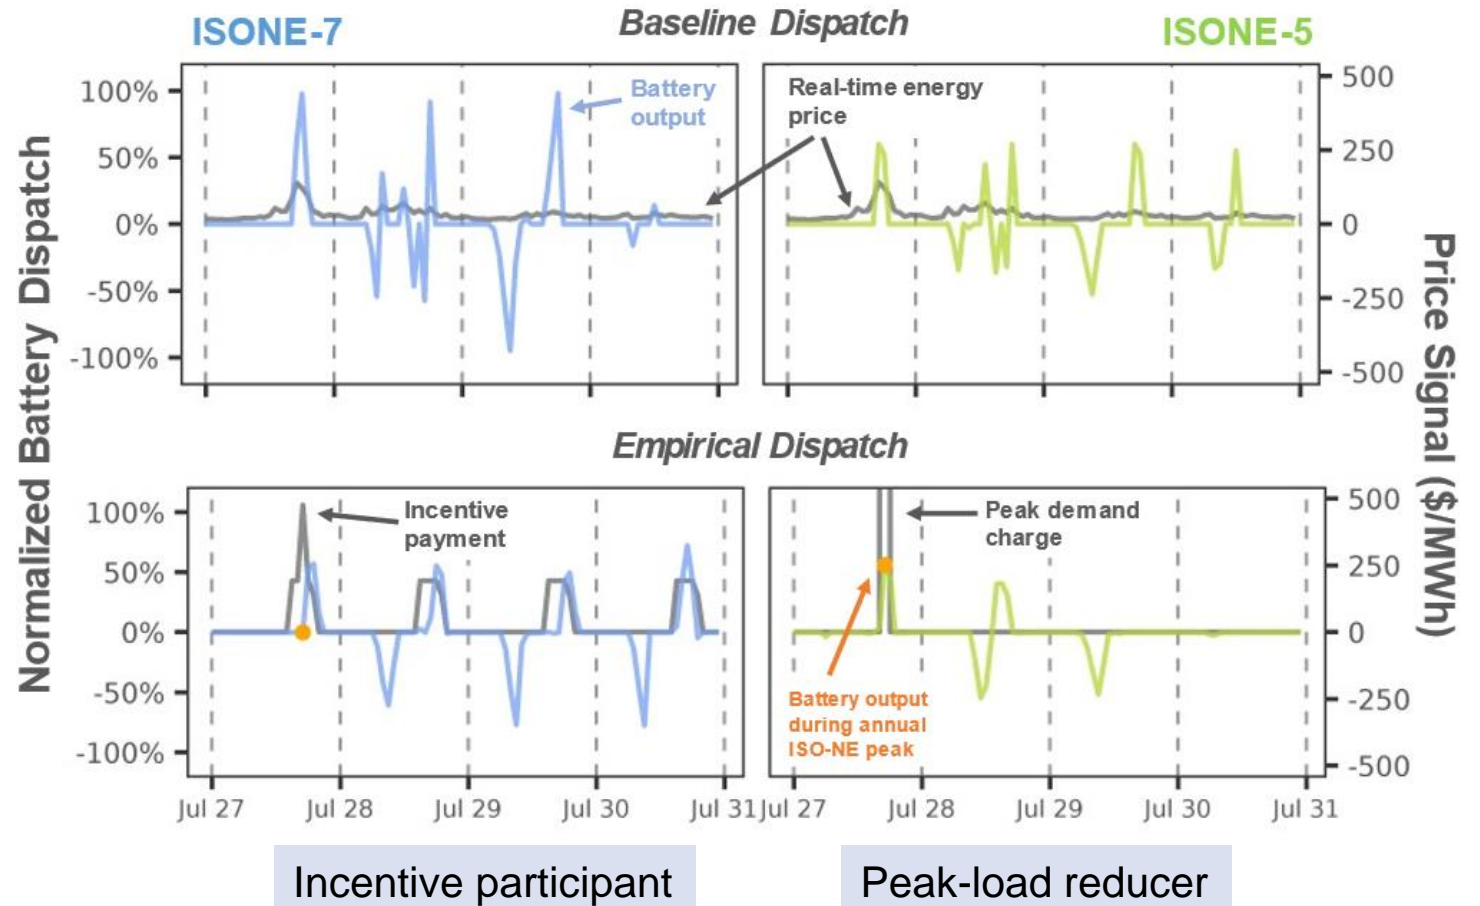 ISONE-7
Baseline Dispatch
ISONE-5
Normalized Battery Dispatch
100%
50%
0%
-50%
-100%
Battery
output
Real-time energy
price
500
250
0
-250
-500
Price Signal ($/MWh)
Empirical Dispatch
100%
50%
0%
-50%
-100%
Incentive
payment
Peak demand
charge
Battery output
during annual
ISO-NE peak
500
250
0
-250
-500
Jul 27
Jul 28
Jul 29
Jul 30
Jul 31
Jul 27
Jul 28
Jul 29
Jul 30
Jul 31
Incentive participant
Peak-load reducer